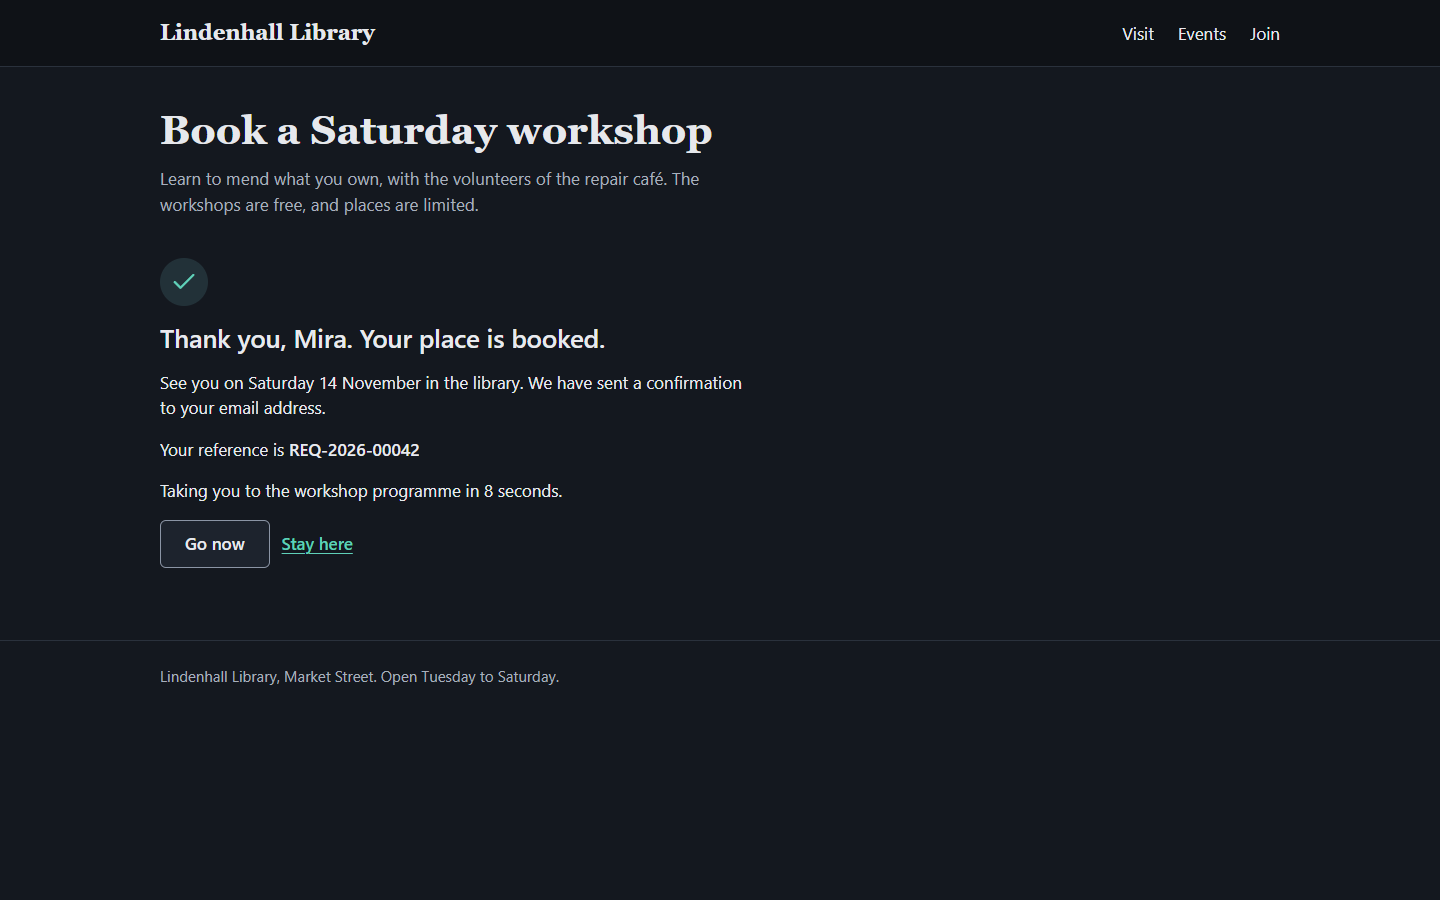 Lindenhall Library
Visit Events Join
Book a Saturday workshop
Learn to mend what you own, with the volunteers of the repair café. The
workshops are free, and places are limited.
Thank you, Mira. Your place is booked.
See you on Saturday 14 November in the library. We have sent a confirmation
to your email address.
Your reference is REQ-2026-00042
Taking you to the workshop programme in 8 seconds.
Go now Stay here
Lindenhall Library, Market Street. Open Tuesday to Saturday.